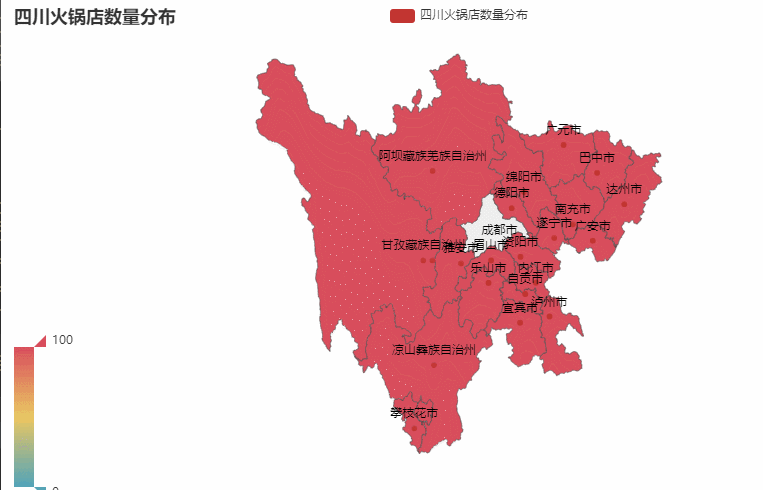 四川火锅店数量分布
四川火锅店数量分布
广元市
阿坝藏族羌族自治州
巴中市
绵阳市
达州市
德阳市
南充市
遂宁市
广安市
成都市
甘孜藏族自治州
雅安市
眉山市
资阳市
乐山市
内江市
自贡市
泸州市
宜宾市
100
凉山彝族自治州
攀枝花市